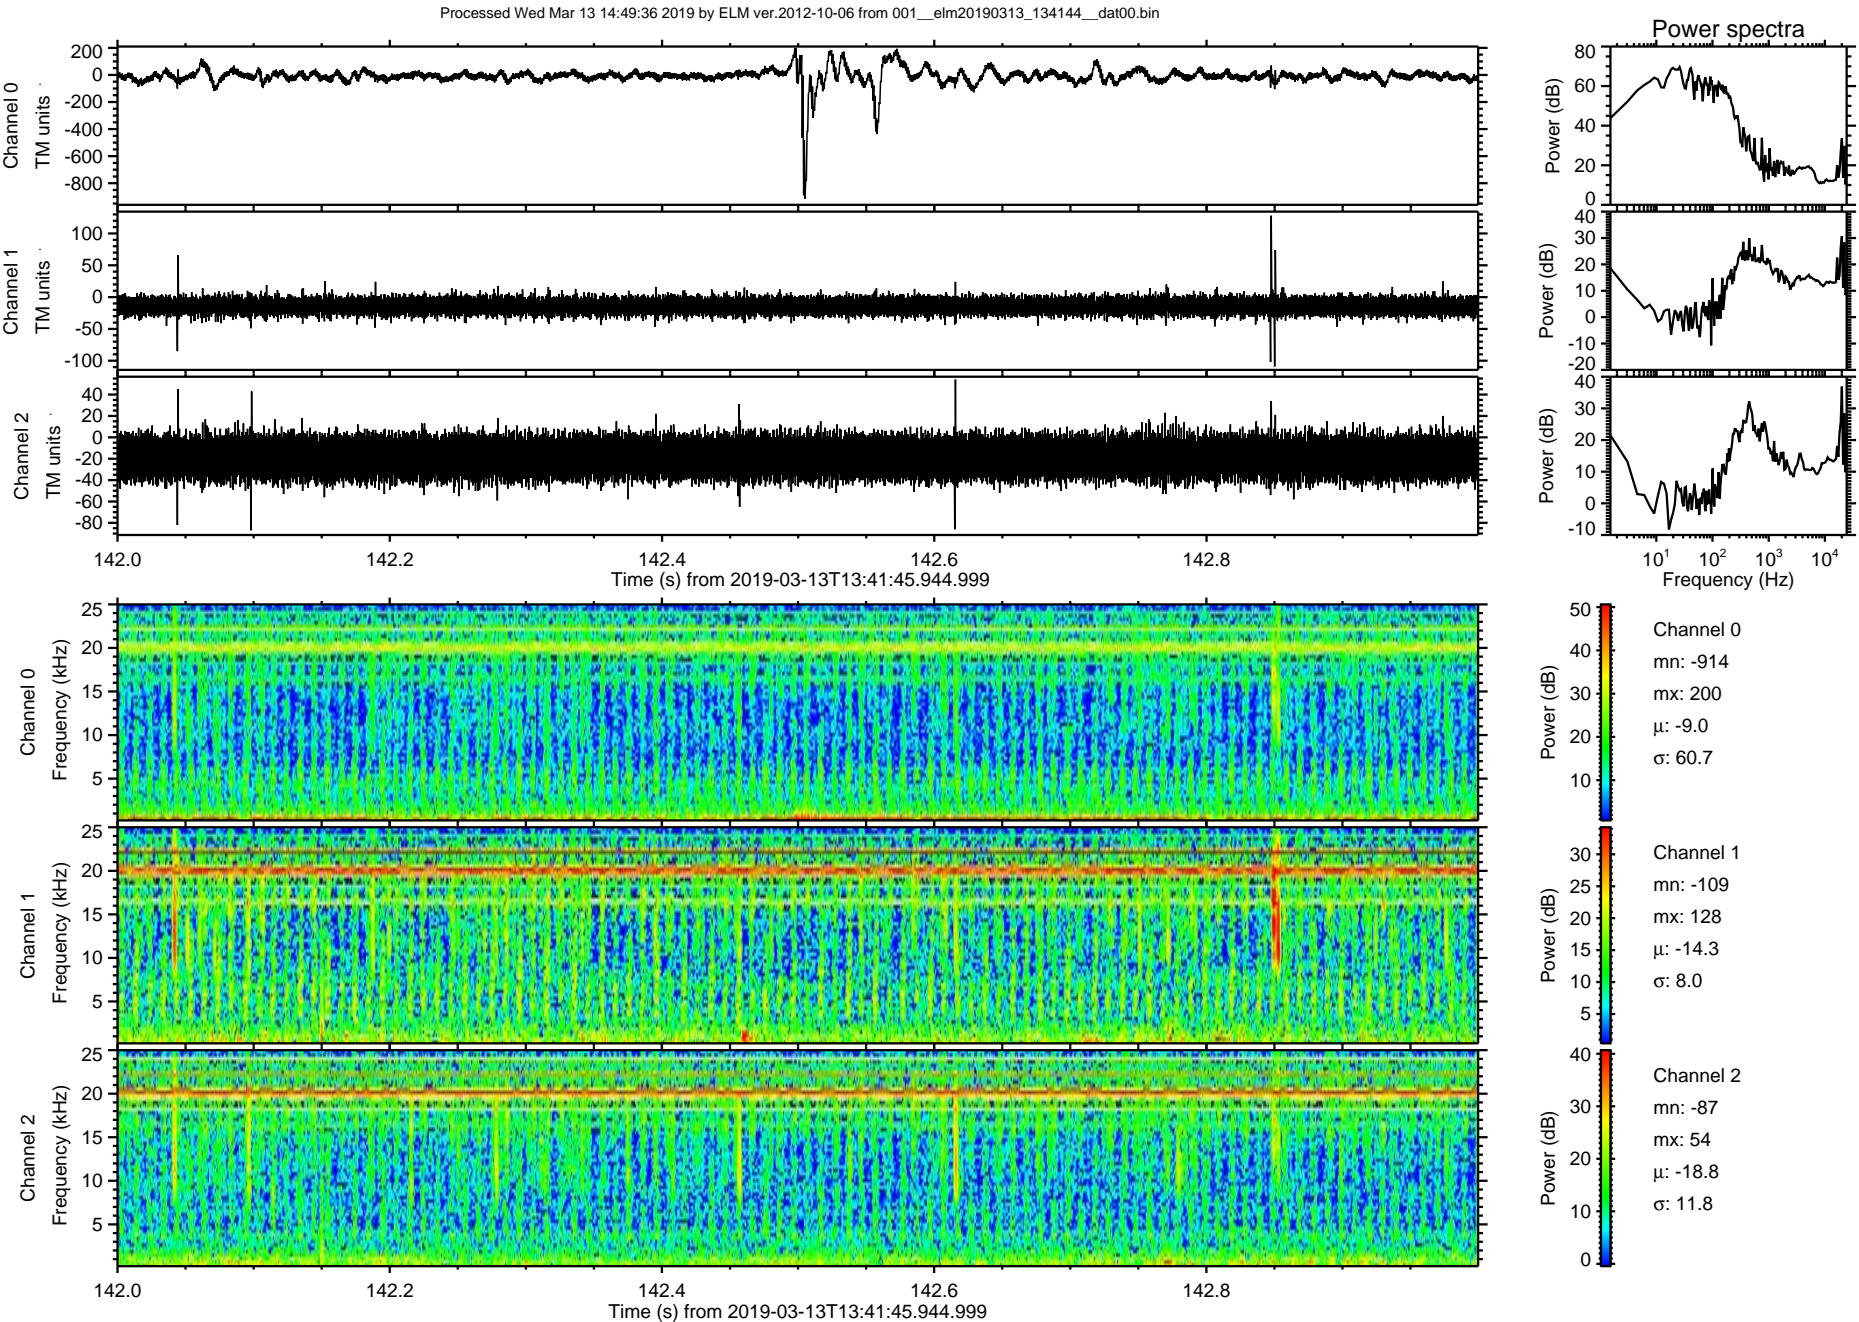 Processed Wed Mar 13 14:49:36 2019 by ELM ver.2012-10-06 from 001__elm20190313_134144__dat00.bin
Power spectra
Channel 0
TM units
200
0
-200
-400
-600
-800
Power (dB)
80
60
40
20
0
Channel 1
TM units
100
50
0
-50
-100
Power (dB)
40
30
20
10
0
-10
-20
Channel 2
TM units
40
20
0
-20
-40
-60
-80
Power (dB)
40
30
20
10
0
-10
142.0 142.2 142.4 142.6 142.8
Time (s) from 2019-03-13T13:41:45.944.999
10^1 10^2 10^3 10^4
Frequency (Hz)
Channel 0
Frequency (kHz)
25
20
15
10
5
Power (dB)
50
40
30
20
10
Channel 0
mn: -914
mx: 200
μ: -9.0
σ: 60.7
Channel 1
Frequency (kHz)
25
20
15
10
5
Power (dB)
30
25
20
15
10
5
Channel 1
mn: -109
mx: 128
μ: -14.3
σ: 8.0
Channel 2
Frequency (kHz)
25
20
15
10
5
Power (dB)
40
30
20
10
0
Channel 2
mn: -87
mx: 54
μ: -18.8
σ: 11.8
142.0 142.2 142.4 142.6 142.8
Time (s) from 2019-03-13T13:41:45.944.999